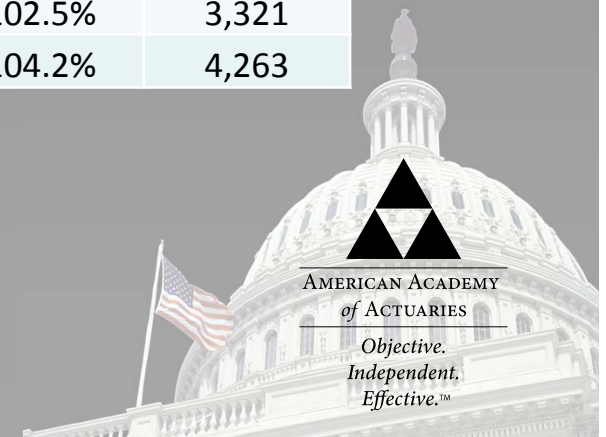 02.5% 3,321
04.2% 4,263
AMERICAN ACADEMY
of ACTUARIES
Objective.
Independent.
Effective.™